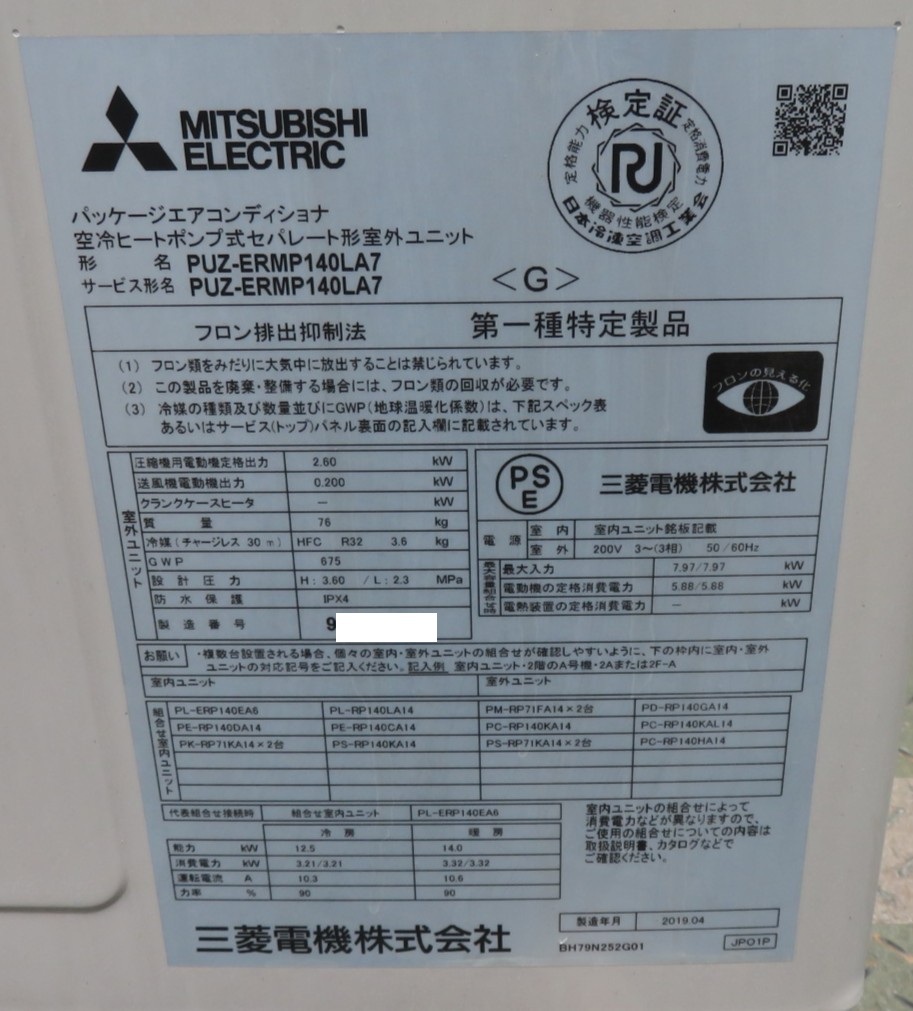 MITSUBISHI
ELECTRIC
検定証
定格能力
定格消費電力
機器性能検定
日本冷凍空調工業会
パッケージエアコンディショナ
空冷ヒートポンプ式セパレート形室外ユニット
形 名 PUZ-ERMP140LA7
サービス形名 PUZ-ERMP140LA7
<G>
フロン排出抑制法 第一種特定製品
(1) フロン類をみだりに大気中に放出することは禁じられています。
(2) この製品を廃棄・整備する場合には、フロン類の回収が必要です。
(3) 冷媒の種類及び数量並びにGWP(地球温暖化係数)は、下記スペック表
あるいはサービス(トップ)パネル裏面の記入欄に記載されています。
フロンの見える化
室外ユニット
圧縮機用電動機定格出力 2.60 kW
送風機電動機出力 0.200 kW
クランクケースヒータ − kW
質 量 76 kg
冷媒(チャージレス 30m) HFC R32 3.6 kg
GWP 675
設計圧力 H:3.60 /L:2.3 MPa
防水保護 IPX4
製造番号 9
PSE 三菱電機株式会社
電源 室内 室内ユニット銘板記載
室外 200V 3~(3相) 50/60Hz
最大容量組合せ時
最大入力 7.97/7.97 kW
電動機の定格消費電力 5.88/5.88 kW
電熱装置の定格消費電力 − kW
お願い ・複数台設置される場合、個々の室内・室外ユニットの組合せが確認しやすいように、下の枠内に室内・室外
ユニットの対応記号をご記入ください。記入例 室内ユニット・2階のA号機・2Aまたは2F-A
室内ユニット 室外ユニット
組合せ室内ユニット
PL-ERP140EA6 PL-RP140LA14 PM-RP71FA14×2台 PD-RP140GA14
PE-RP140DA14 PE-RP140CA14 PC-RP140KA14 PC-RP140KAL14
PK-RP71KA14×2台 PS-RP140KA14 PS-RP71KA14×2台 PC-RP140HA14
代表組合せ接続時 組合せ室内ユニット PL-ERP140EA6
冷房 暖房
能力 kW 12.5 14.0
消費電力 kW 3.21/3.21 3.32/3.32
運転電流 A 10.3 10.6
力率 % 90 90
室内ユニットの組合せによって
消費電力などが異なりますので、
ご使用の組合せについての内容は
取扱説明書、カタログなどで
ご確認ください。
三菱電機株式会社
製造年月 2019.04
BH79N252G01 JP01P